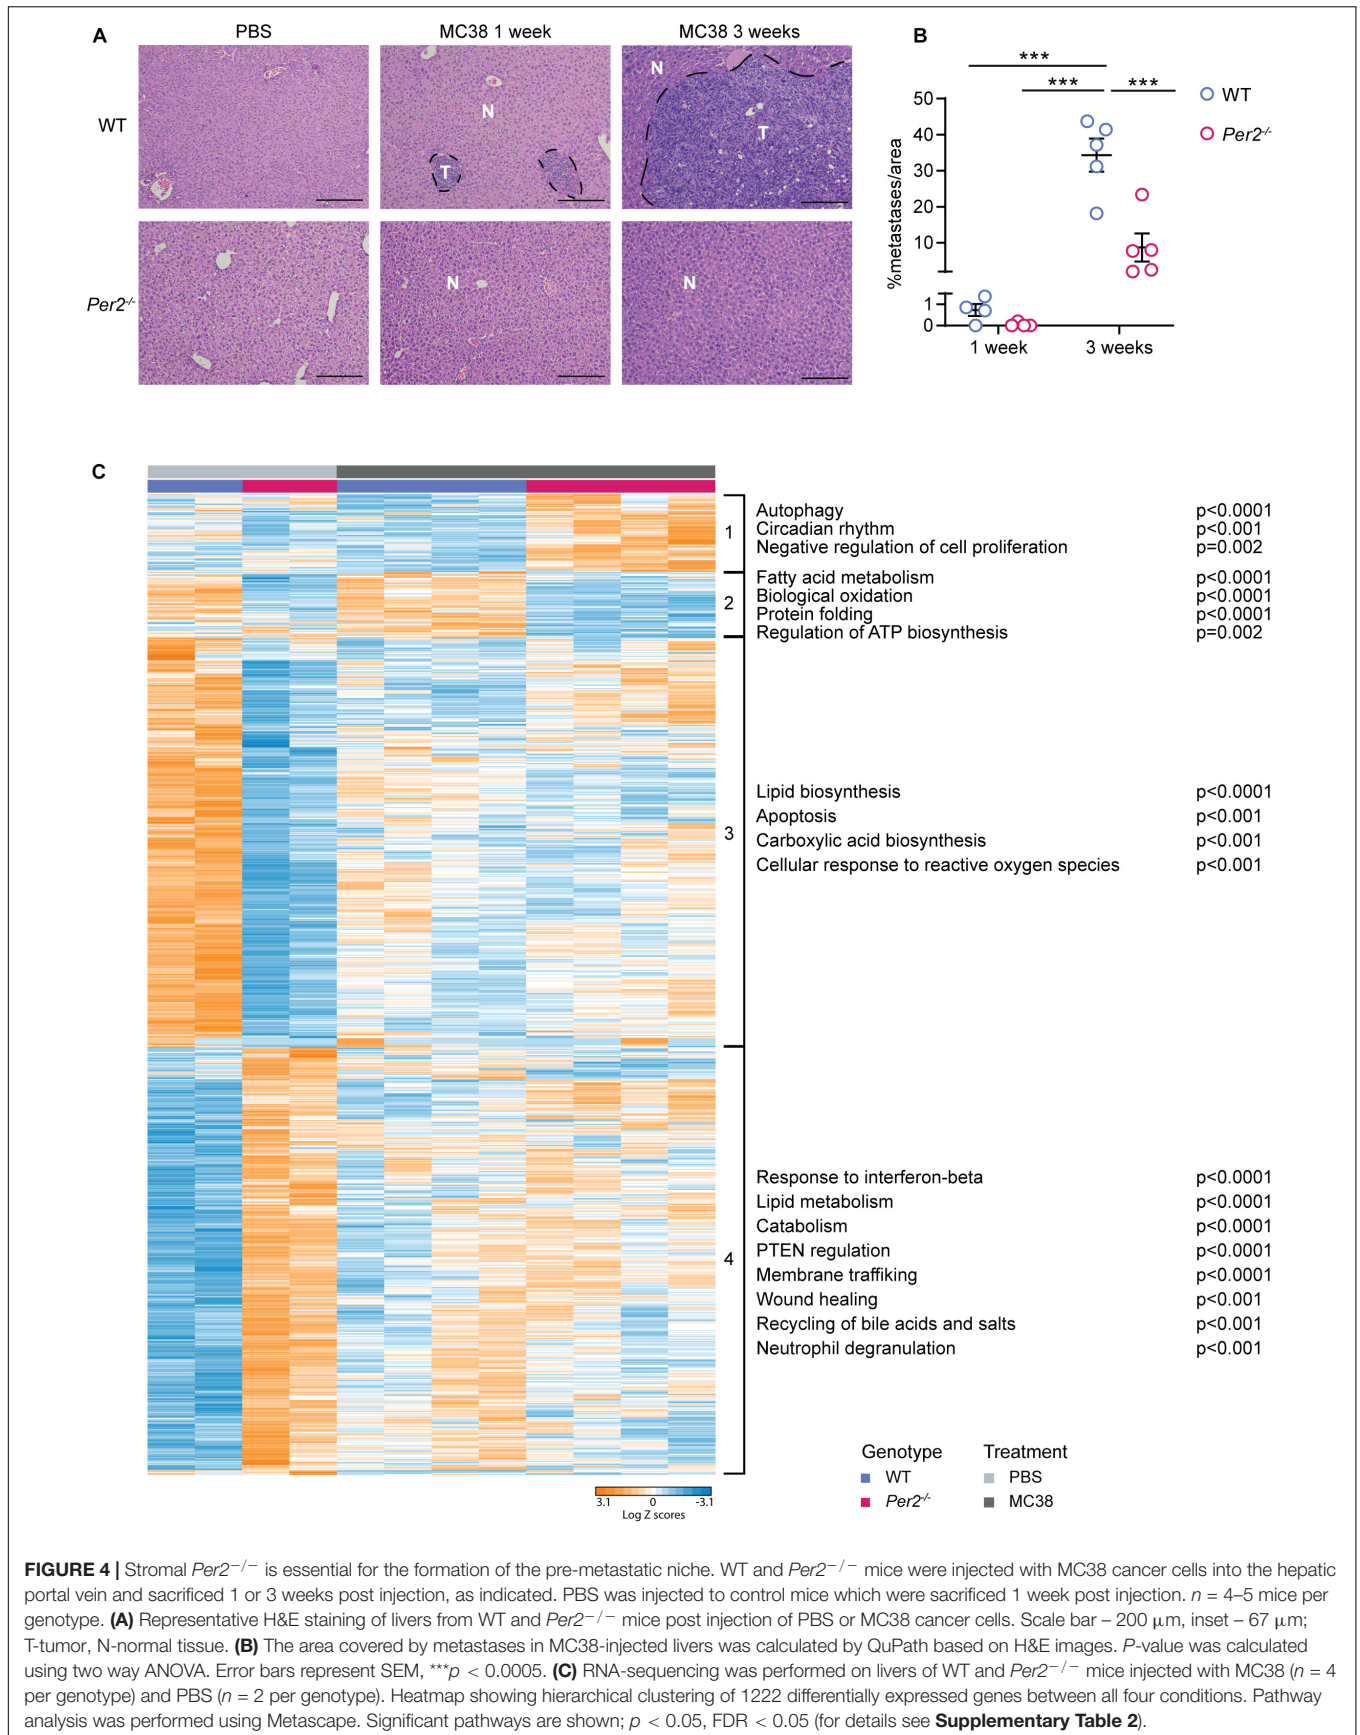 A
PBS
MC38 1 week
MC38 3 weeks
WT
N
T
N
T
Per2-/-
N
N
B
***
***
***
WT
Per2-/-
%metastases/area
50
40
30
20
10
1
0
1 week
3 weeks
C
1
Autophagy p<0.0001
Circadian rhythm p<0.001
Negative regulation of cell proliferation p=0.002
2
Fatty acid metabolism p<0.0001
Biological oxidation p<0.0001
Protein folding p<0.0001
Regulation of ATP biosynthesis p=0.002
3
Lipid biosynthesis p<0.0001
Apoptosis p<0.001
Carboxylic acid biosynthesis p<0.001
Cellular response to reactive oxygen species p<0.001
4
Response to interferon-beta p<0.0001
Lipid metabolism p<0.0001
Catabolism p<0.0001
PTEN regulation p<0.0001
Membrane traffiking p<0.0001
Wound healing p<0.001
Recycling of bile acids and salts p<0.001
Neutrophil degranulation p<0.001
Genotype Treatment
WT PBS
Per2-/- MC38
3.1 0 -3.1
Log Z scores
FIGURE 4 | Stromal Per2−/− is essential for the formation of the pre-metastatic niche. WT and Per2−/− mice were injected with MC38 cancer cells into the hepatic
portal vein and sacrificed 1 or 3 weeks post injection, as indicated. PBS was injected to control mice which were sacrificed 1 week post injection. n = 4–5 mice per
genotype. (A) Representative H&E staining of livers from WT and Per2−/− mice post injection of PBS or MC38 cancer cells. Scale bar – 200 μm, inset – 67 μm;
T-tumor, N-normal tissue. (B) The area covered by metastases in MC38-injected livers was calculated by QuPath based on H&E images. P-value was calculated
using two way ANOVA. Error bars represent SEM, ***p < 0.0005. (C) RNA-sequencing was performed on livers of WT and Per2−/− mice injected with MC38 (n = 4
per genotype) and PBS (n = 2 per genotype). Heatmap showing hierarchical clustering of 1222 differentially expressed genes between all four conditions. Pathway
analysis was performed using Metascape. Significant pathways are shown; p < 0.05, FDR < 0.05 (for details see Supplementary Table 2).